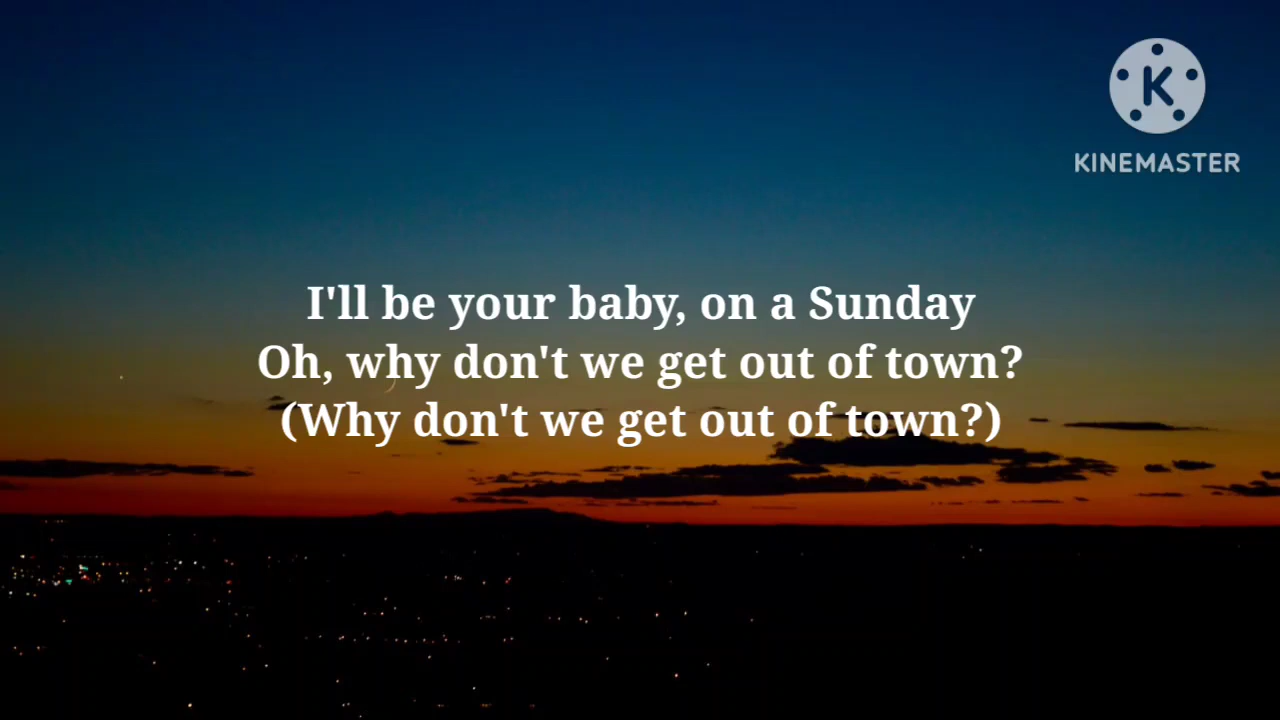 K
KINEMASTER
I'll be your baby, on a Sunday
Oh, why don't we get out of town?
(Why don't we get out of town?)